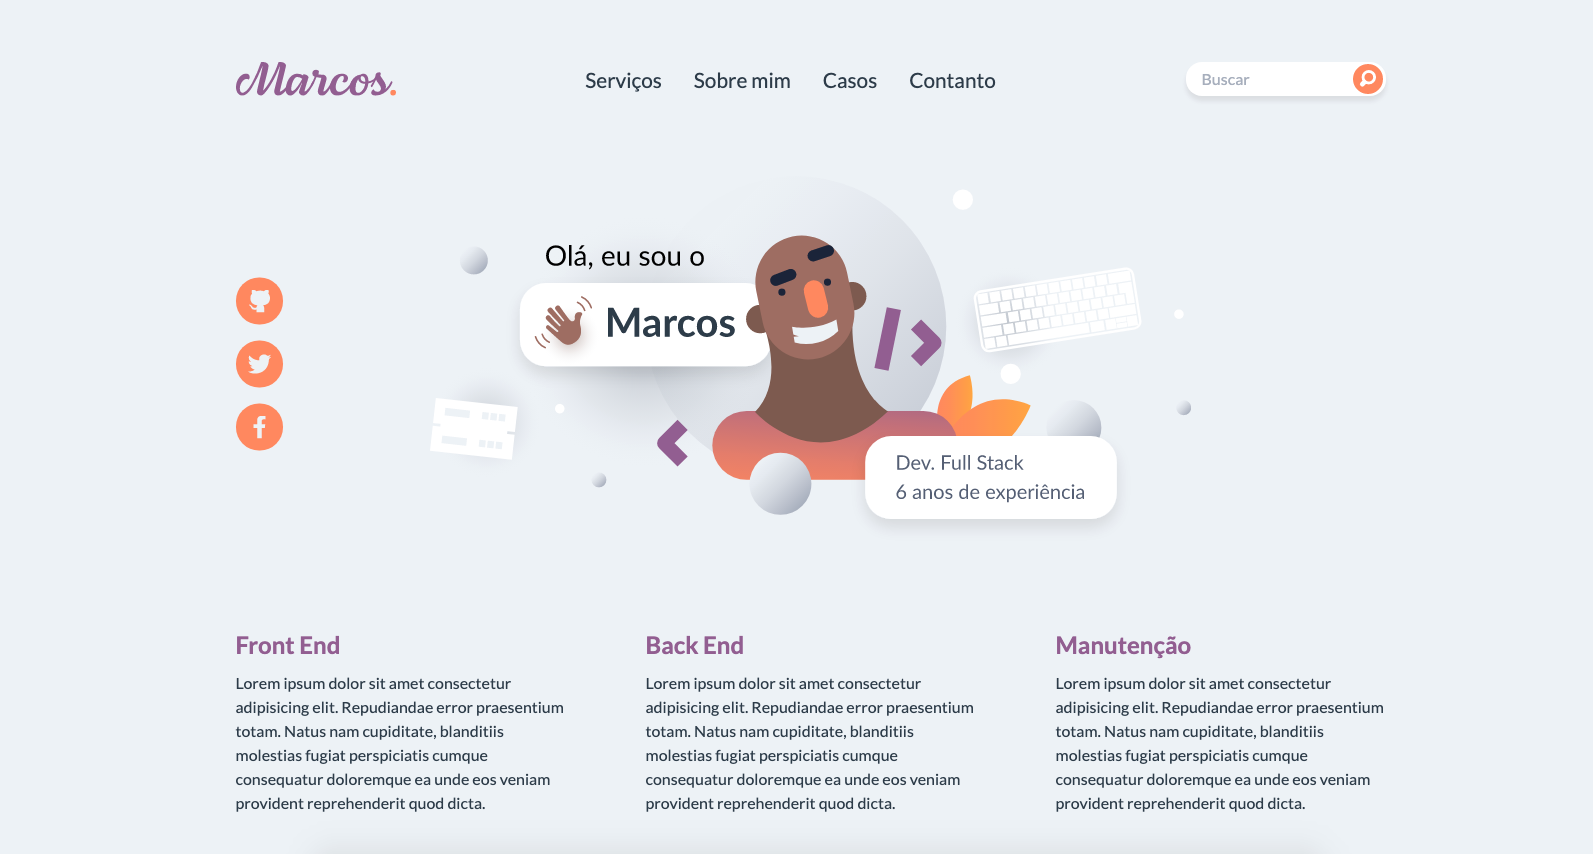 Marcos.
Serviços Sobre mim Casos Contanto
Buscar
Olá, eu sou o
Marcos
Dev. Full Stack
6 anos de experiência
Front End
Lorem ipsum dolor sit amet consectetur
adipisicing elit. Repudiandae error praesentium
totam. Natus nam cupiditate, blanditiis
molestias fugiat perspiciatis cumque
consequatur doloremque ea unde eos veniam
provident reprehenderit quod dicta.
Back End
Lorem ipsum dolor sit amet consectetur
adipisicing elit. Repudiandae error praesentium
totam. Natus nam cupiditate, blanditiis
molestias fugiat perspiciatis cumque
consequatur doloremque ea unde eos veniam
provident reprehenderit quod dicta.
Manutenção
Lorem ipsum dolor sit amet consectetur
adipisicing elit. Repudiandae error praesentium
totam. Natus nam cupiditate, blanditiis
molestias fugiat perspiciatis cumque
consequatur doloremque ea unde eos veniam
provident reprehenderit quod dicta.